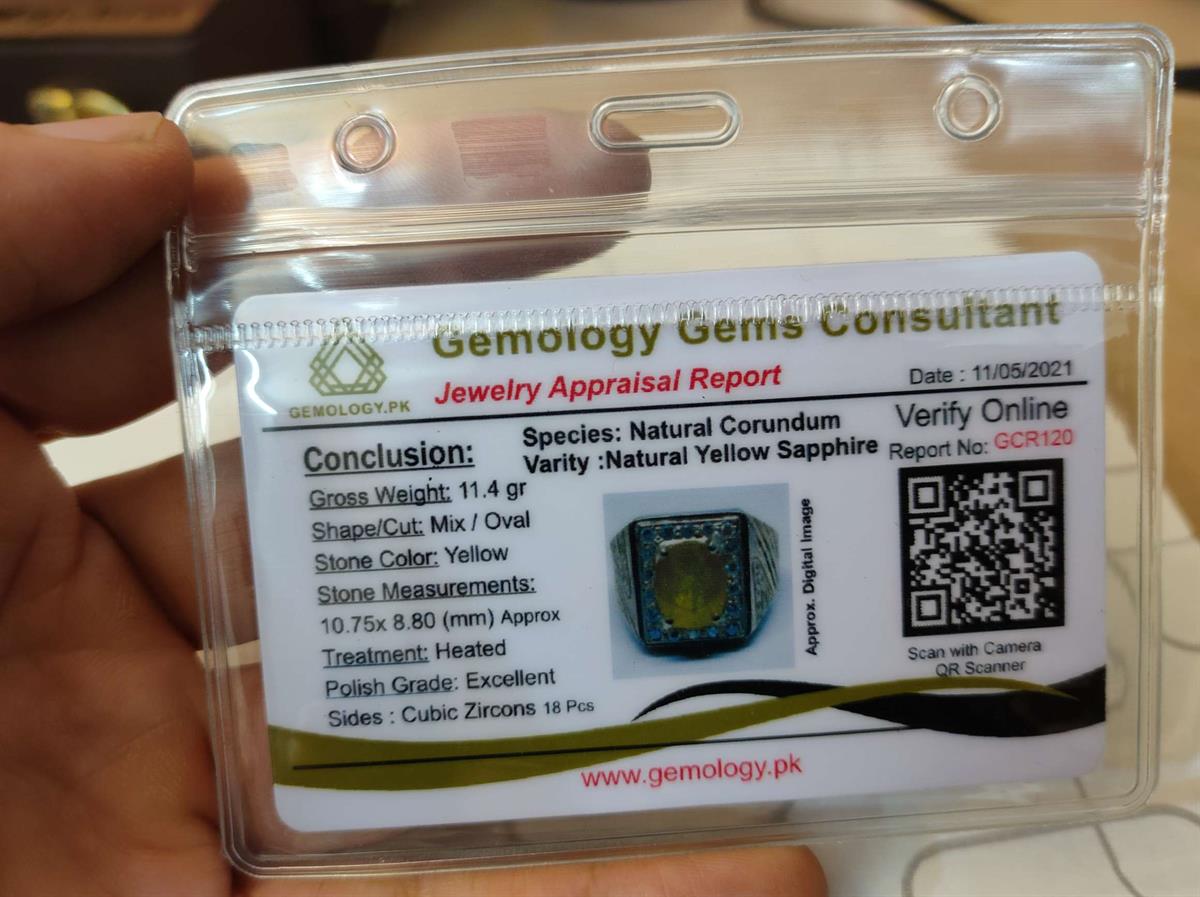 Gemology Gems Consultant
GEMOLOGY.PK
Jewelry Appraisal Report
Date : 11/05/2021
Conclusion:
Species: Natural Corundum
Varity :Natural Yellow Sapphire
Verify Online
Report No: GCR120
Gross Weight: 11.4 gr
Shape/Cut: Mix / Oval
Stone Color: Yellow
Stone Measurements:
10.75x 8.80 (mm) Approx
Treatment: Heated
Polish Grade: Excellent
Sides : Cubic Zircons 18 Pcs
Approx. Digital Image
Scan with Camera
QR Scanner
www.gemology.pk